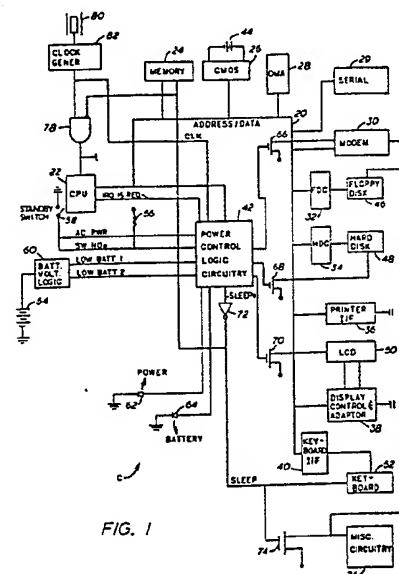 80
82
CLOCK
GENER
24
MEMORY
44
26
CMOS
28
DMA
29
SERIAL
20
ADDRESS/DATA
66
30
MODEM
78
CLK
22
CPU
IRQ 15 REQ
STANDBY
SWITCH
58
56
42
32
FDC
FLOPPY
DISK
46
AC PWR
SW HOE
POWER
CONTROL
LOGIC
CIRCUITRY
60
BATT.
VOLT.
LOGIC
LOW BATT 1
LOW BATT 2
68
34
HDC
HARD
DISK
48
54
SLEEP
72
70
PRINTER
I/F
36
50
LCD
POWER
62
64
BATTERY
DISPLAY
CONTROL &
ADAPTOR
38
C
KEY-
BOARD
I/F
40
52
KEY-
BOARD
SLEEP
FIG. 1
74
MISC.
CIRCUITRY